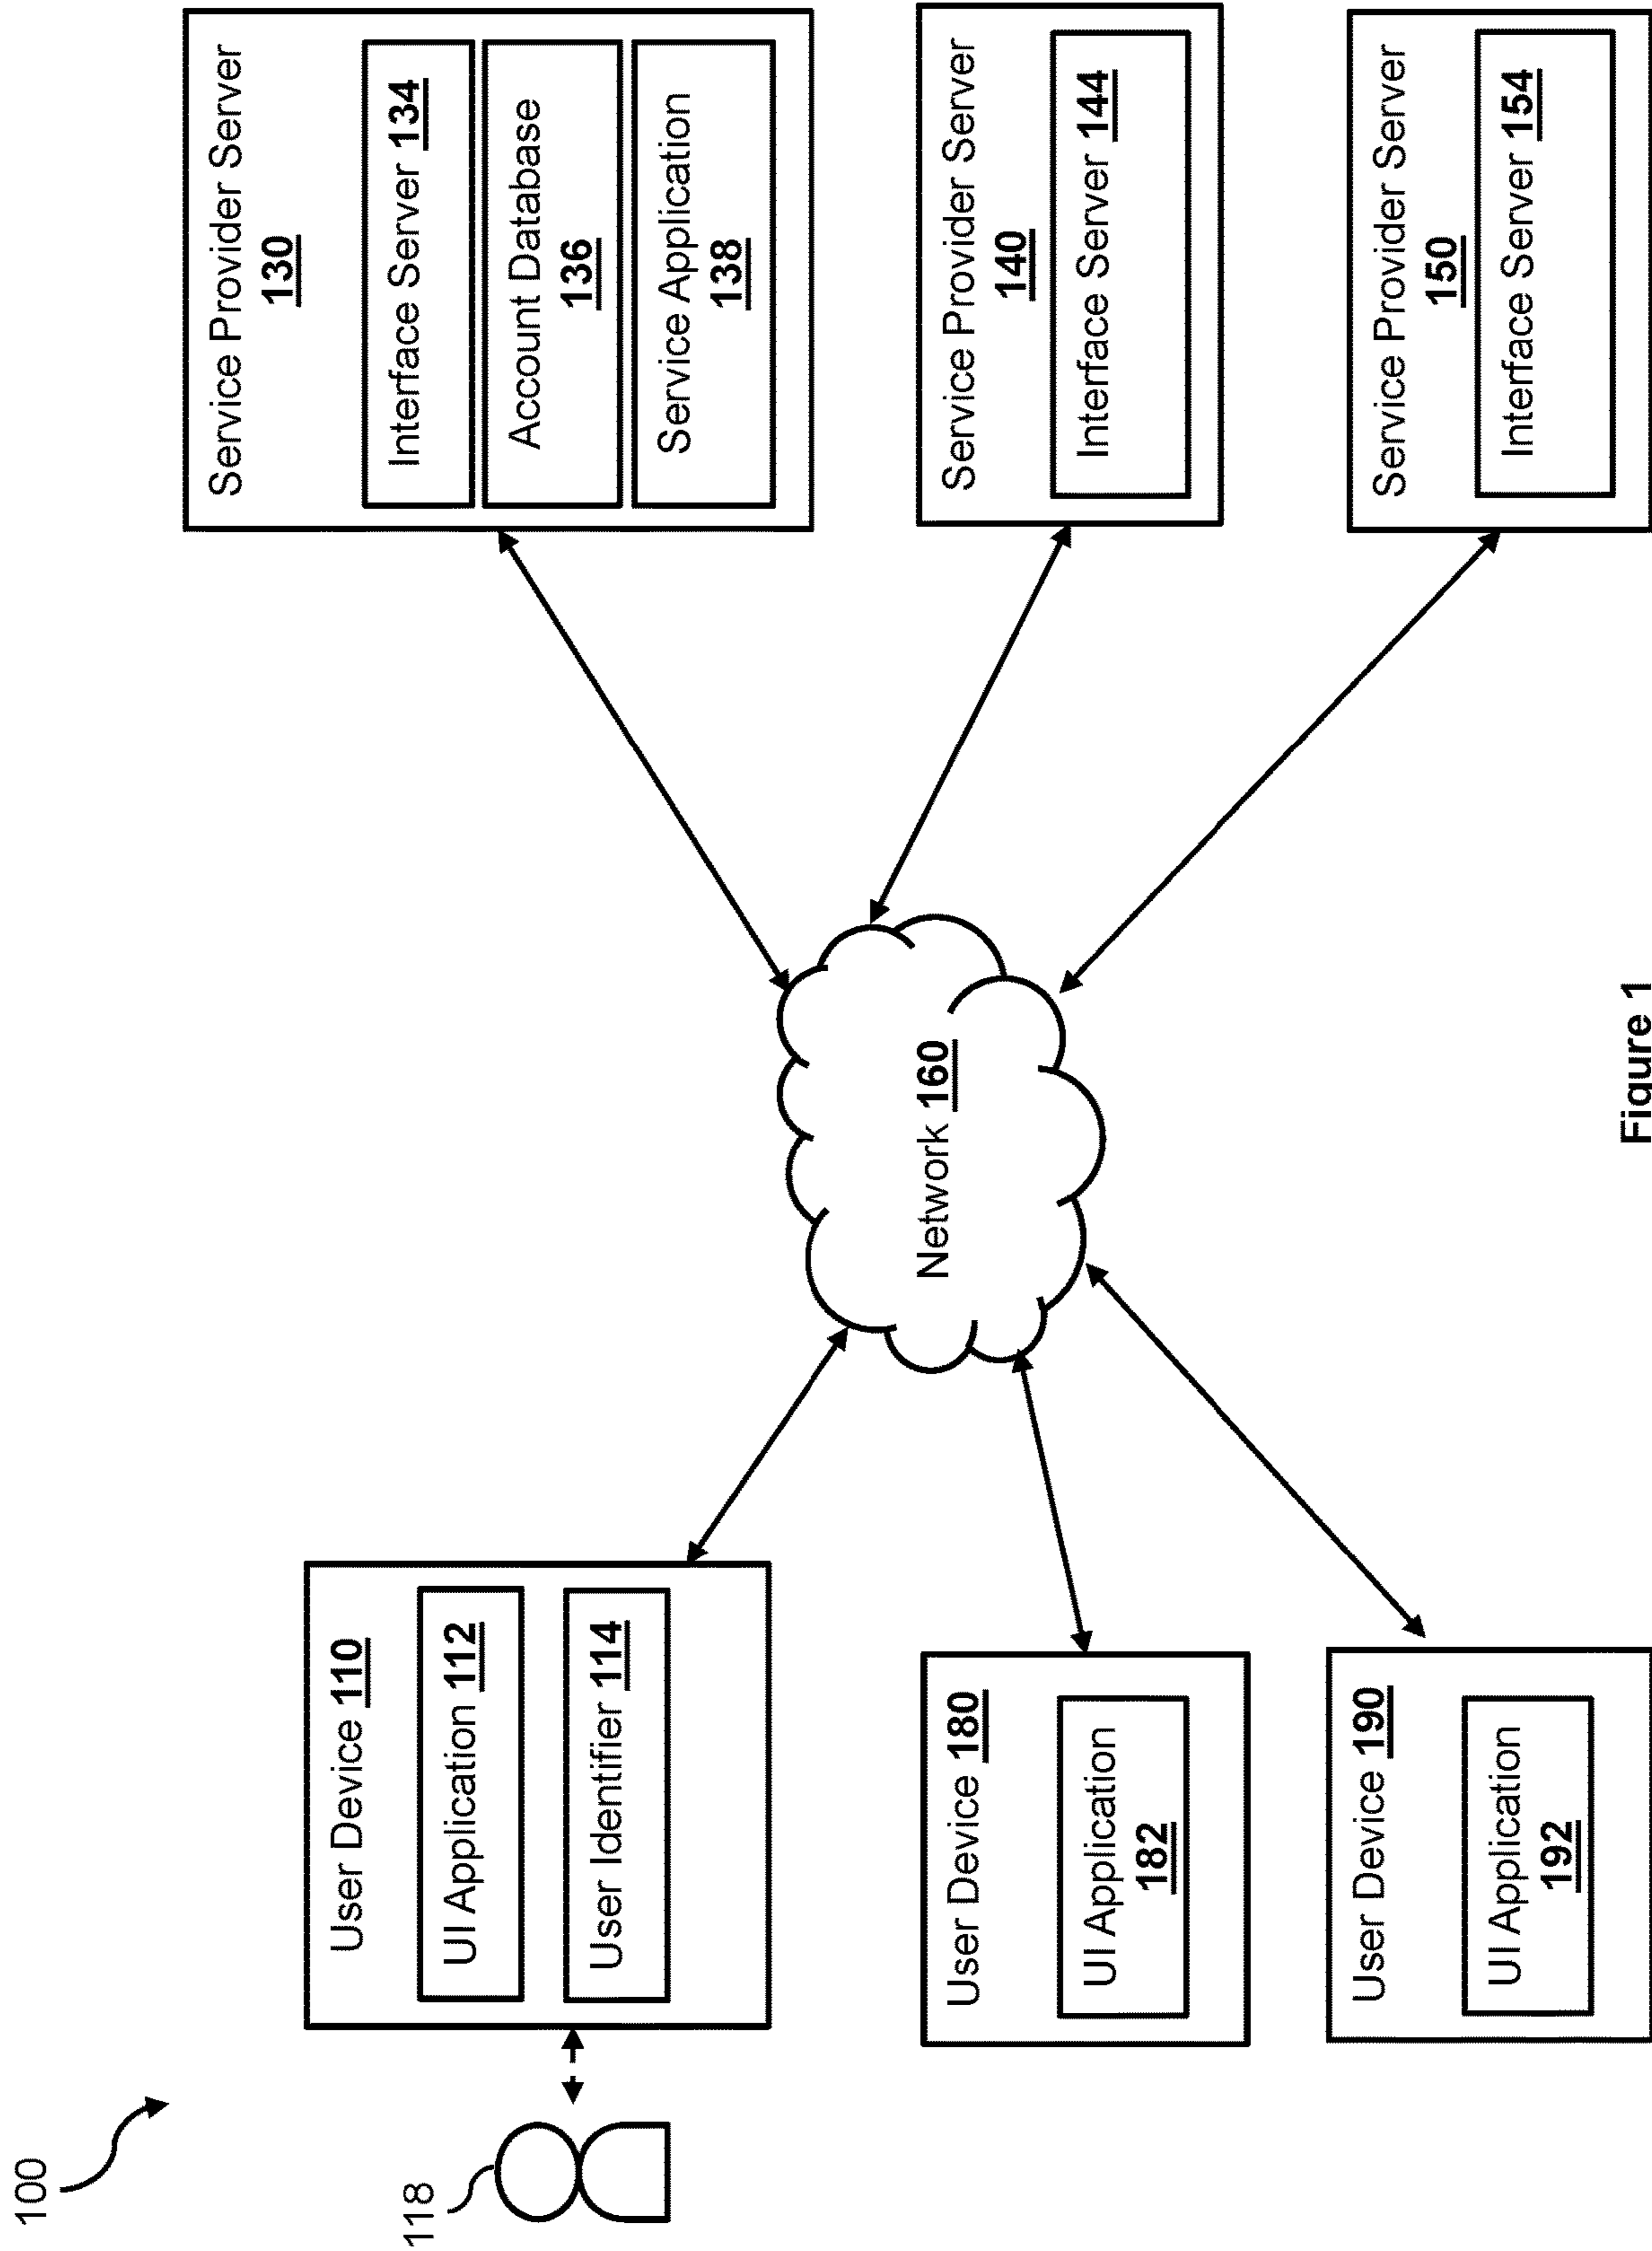 100
118
User Device 110
UI Application 112
User Identifier 114
User Device 180
UI Application
182
User Device 190
UI Application
192
Network 160
Service Provider Server
130
Interface Server 134
Account Database
136
Service Application
138
Service Provider Server
140
Interface Server 144
Service Provider Server
150
Interface Server 154
Figure 1